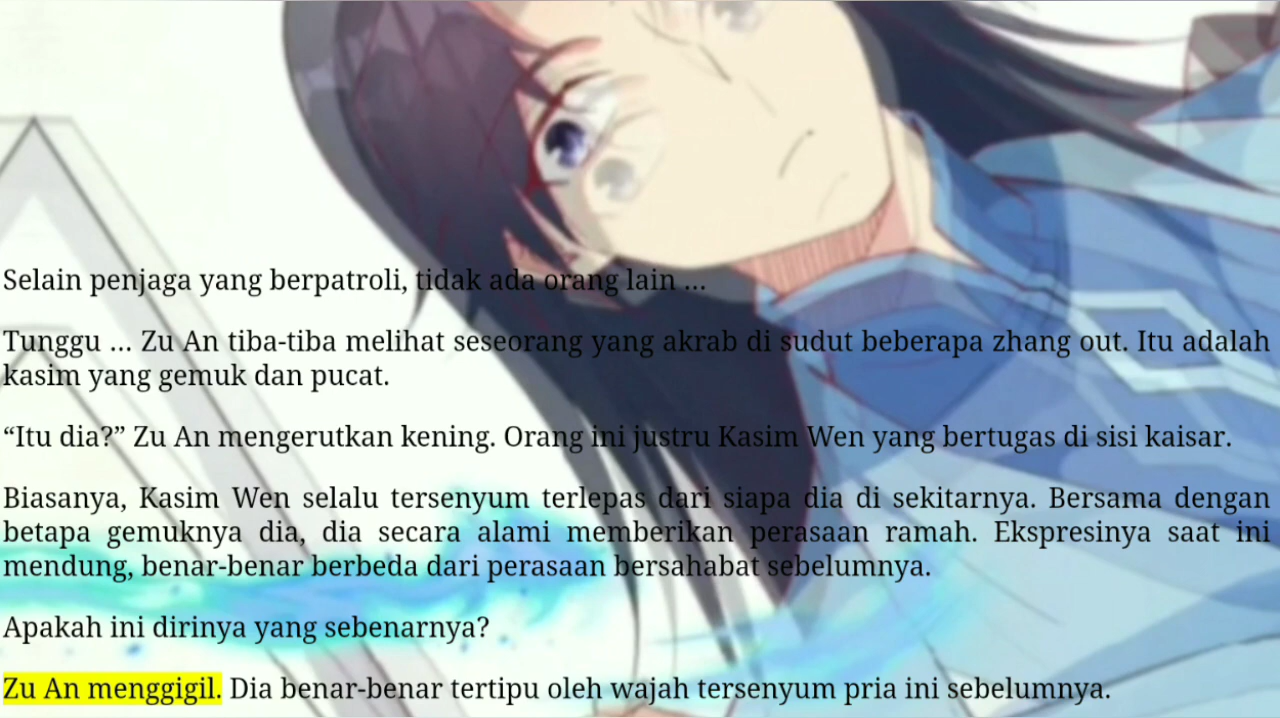 Selain penjaga yang berpatroli, tidak ada orang lain ...
Tunggu ... Zu An tiba-tiba melihat seseorang yang akrab di sudut beberapa zhang out. Itu adalah
kasim yang gemuk dan pucat.
“Itu dia?” Zu An mengerutkan kening. Orang ini justru Kasim Wen yang bertugas di sisi kaisar.
Biasanya, Kasim Wen selalu tersenyum terlepas dari siapa dia di sekitarnya. Bersama dengan
betapa gemuknya dia, dia secara alami memberikan perasaan ramah. Ekspresinya saat ini
mendung, benar-benar berbeda dari perasaan bersahabat sebelumnya.
Apakah ini dirinya yang sebenarnya?
Zu An menggigil. Dia benar-benar tertipu oleh wajah tersenyum pria ini sebelumnya.